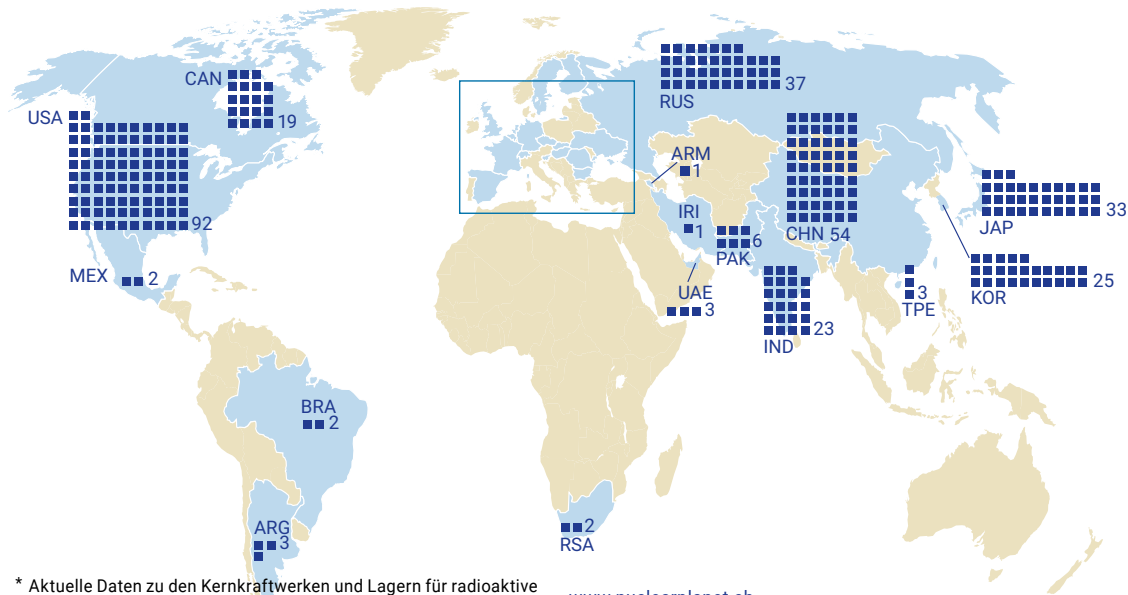 CAN
19
USA
92
RUS
37
ARM
1
IRI
1
PAK
6
CHN 54
JAP
33
KOR
25
MEX
2
UAE
3
IND
23
TPE
3
BRA
2
ARG
3
RSA
2
* Aktuelle Daten zu den Kernkraftwerken und Lagern für radioaktive